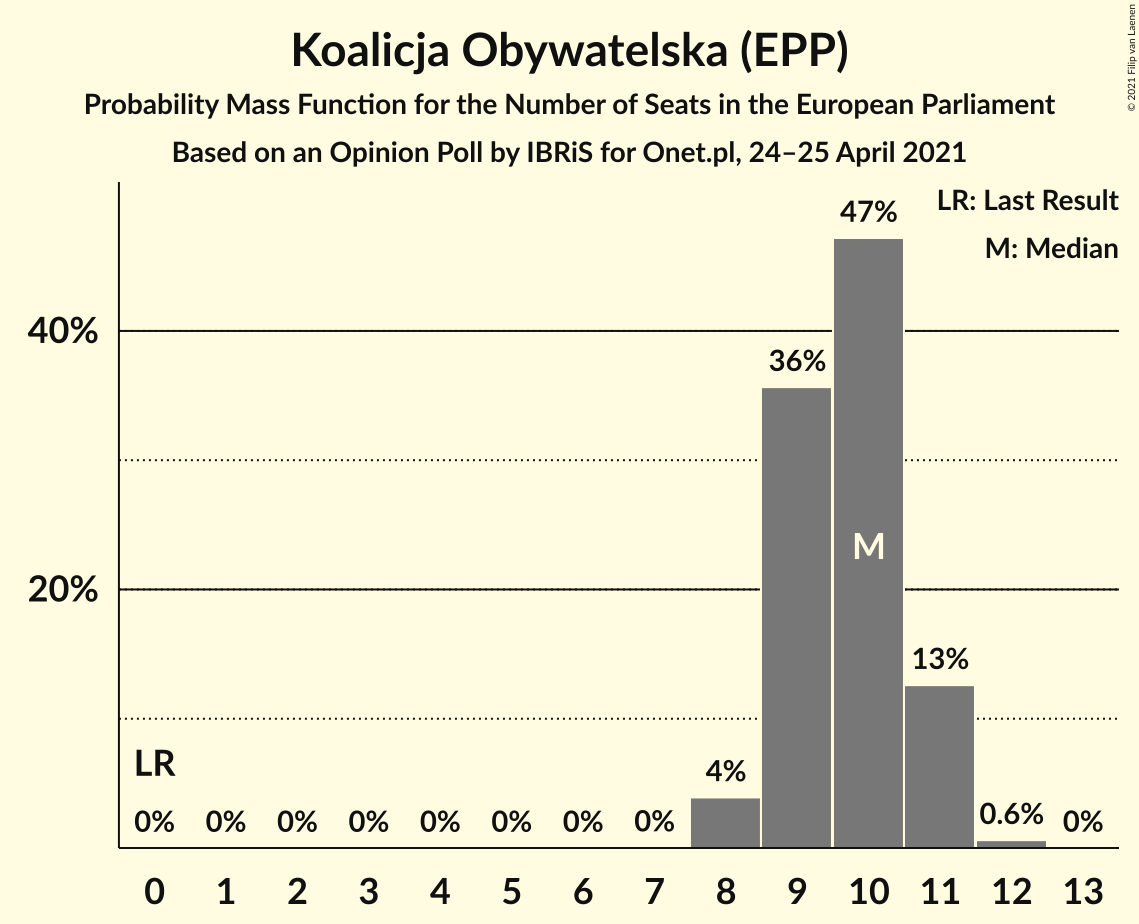 Koalicja Obywatelska (EPP)
Probability Mass Function for the Number of Seats in the European Parliament
Based on an Opinion Poll by IBRiS for Onet.pl, 24–25 April 2021
© 2021 Filip van Laenen
LR: Last Result
M: Median
47%
40%
36%
M
20%
13%
LR
4%
0% 0% 0% 0% 0% 0% 0% 0% 0.6% 0%
0 1 2 3 4 5 6 7 8 9 10 11 12 13